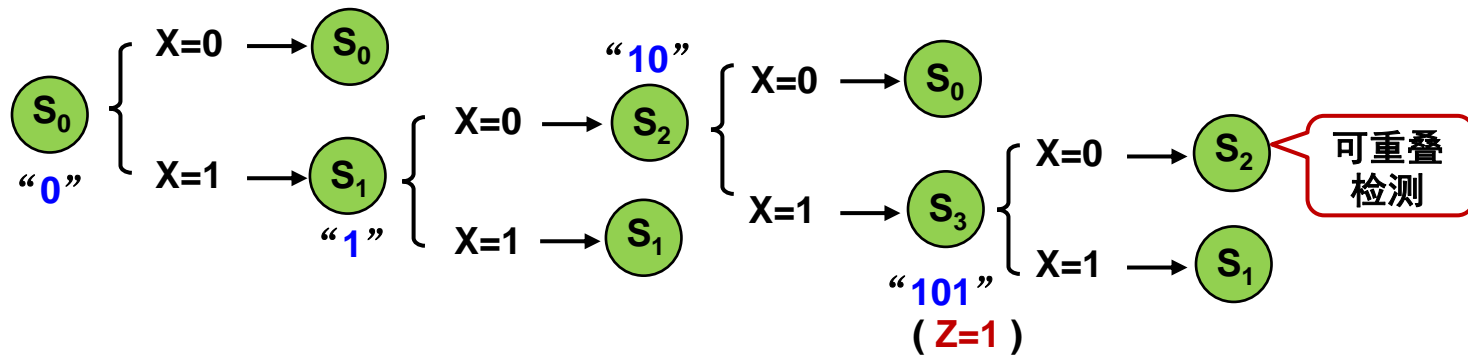 S₀
“0”
X=0
S₀
X=1
S₁
“1”
X=0
“10”
S₂
X=1
S₁
X=0
S₀
X=1
S₃
“101”
( Z=1 )
X=0
S₂
可重叠
检测
X=1
S₁